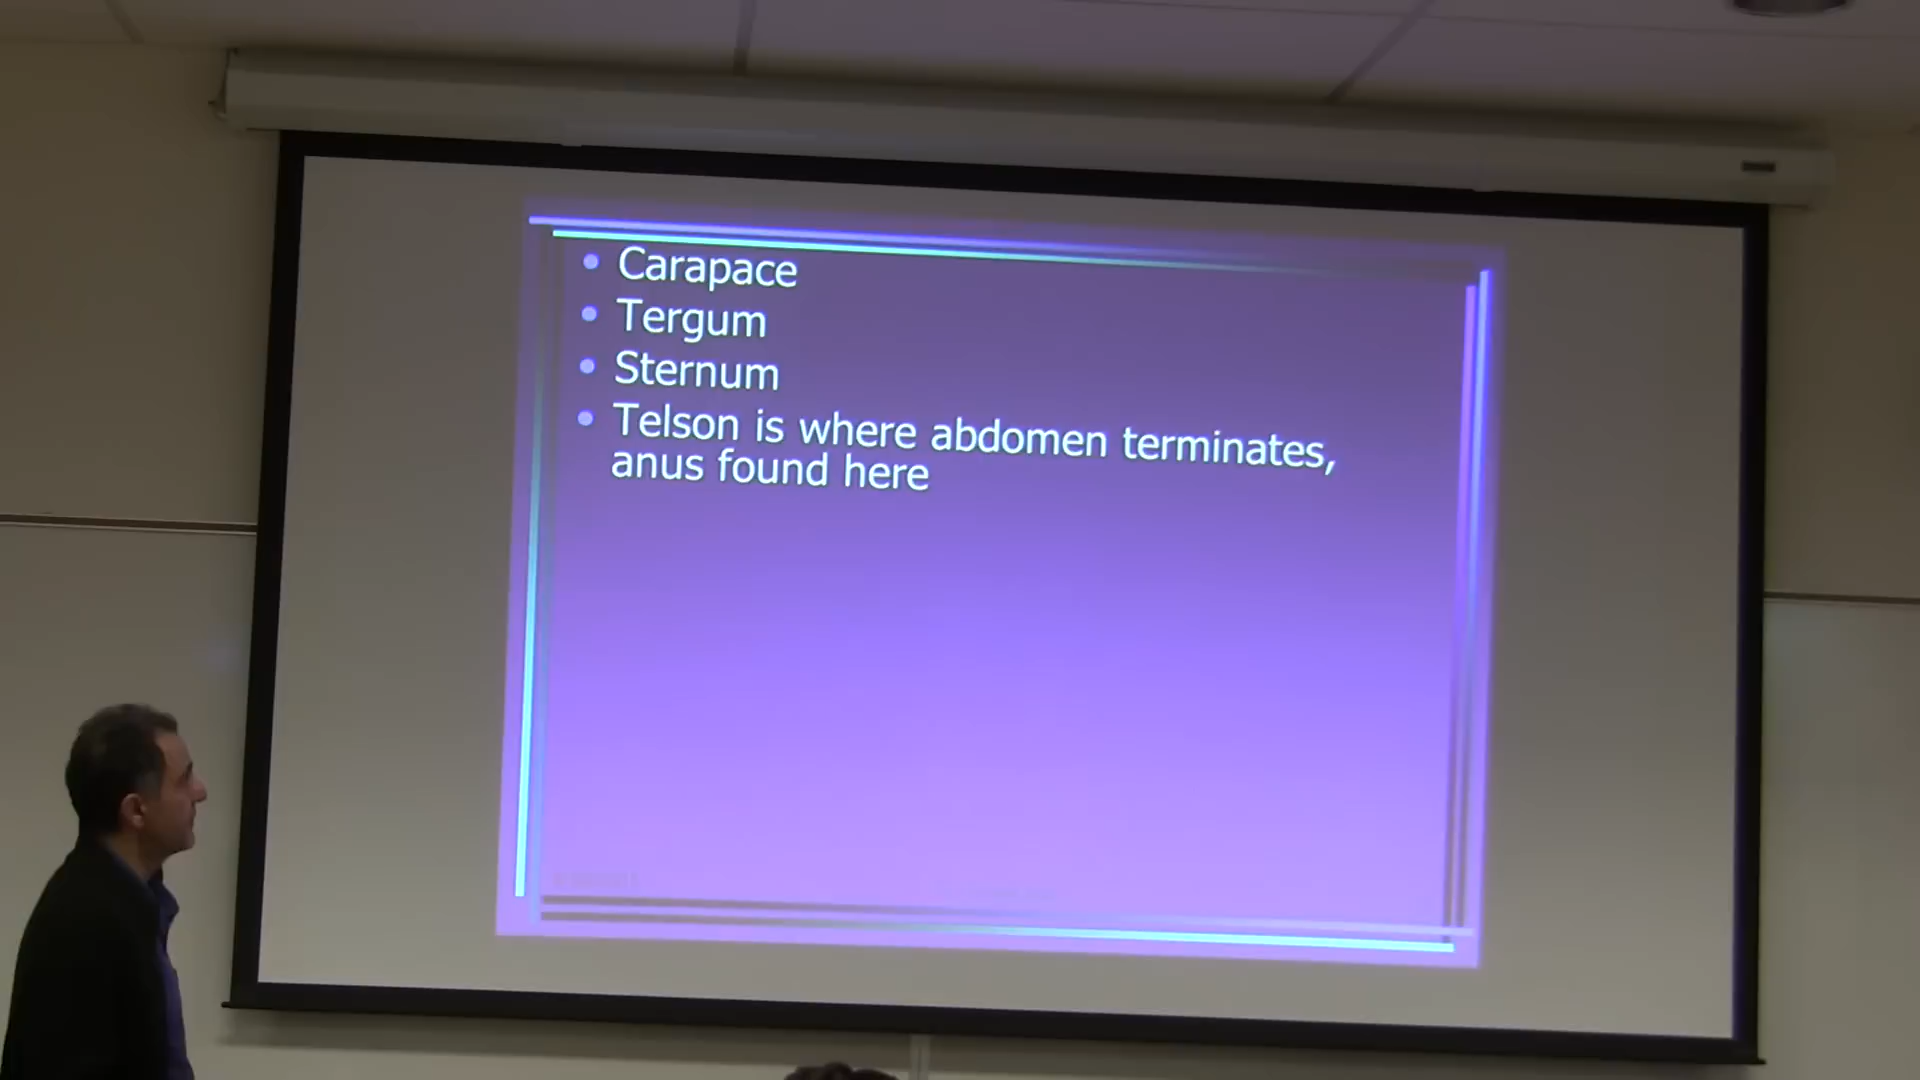 Carapace
Tergum
Sternum
Telson is where abdomen terminates,
anus found here